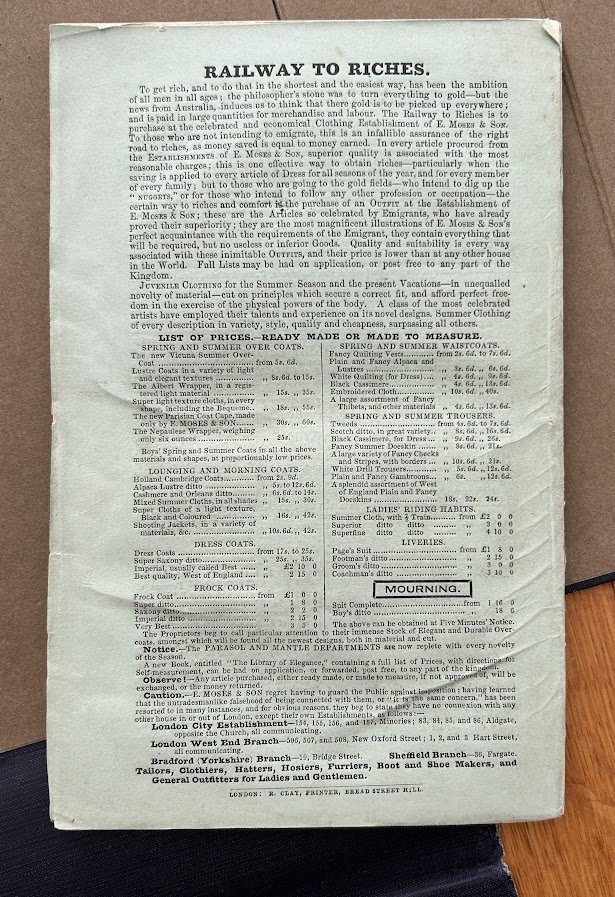 RAILWAY TO RICHES.
To get rich, and to do that in the shortest and the easiest way, has been the ambition
of all men in all ages; the philosopher's stone was to turn everything to gold—but the
news from Australia, induces us to think that there gold is to be picked up everywhere;
and is paid in large quantities for merchandise and labour. The Railway to Riches is to
purchase at the celebrated and economical Clothing Establishment of E. MOSES & SON.
To those who are not intending to emigrate, this is an infallible assurance of the right
road to riches, as money saved is equal to money earned. In every article procured from
the ESTABLISHMENTS of E. MOSES & SON, superior quality is associated with the most
reasonable charges; this is one effective way to obtain riches—particularly when the
saving is applied to every article of Dress for all seasons of the year, and for every member
of every family; but to those who are going to the gold fields—who intend to dig up the
"NUGGETS," or for those who intend to follow any other profession or occupation—the
certain way to riches and comfort is the purchase of an OUTFIT at the Establishment of
E. MOSES & SON; these are the Articles so celebrated by Emigrants, who have already
proved their superiority; they are the most magnificent illustrations of E. MOSES & SON's
perfect acquaintance with the requirements of the Emigrant, they contain everything that
will be required, but no useless or inferior Goods. Quality and suitability is every way
associated with these inimitable OUTFITS, and their price is lower than at any other house
in the World. Full Lists may be had on application, or post free to any part of the
Kingdom.
JUVENILE CLOTHING for the Summer Season and the present Vacations—in unequalled
novelty of material—cut on principles which secure a correct fit, and afford perfect free-
dom in the exercise of the physical powers of the body. A class of the most celebrated
artists have employed their talents and experience on its novel designs. Summer Clothing
of every description in variety, style, quality and cheapness, surpassing all others.
LIST OF PRICES.—READY MADE OR MADE TO MEASURE.
SPRING AND SUMMER OVER COATS.
The new Vicuna Summer Over-
Coat ........ from 5s. 6d.
Lustre Coats in a variety of light
and elegant textures ........ „ 8s. 6d. to 15s.
The Albert Wrapper, in a regis-
tered light material ........ „ 15s. „ 35s.
Super light texture cloths, in every
shape, including the Bequeme.. „ 18s. „ 55s.
The new Parisian Coat Cape, made
only by E. MOSES & SON...... „ 30s. „ 60s.
The Nepaulese Wrapper, weighing
only six ounces ........ „ 25s.
Boys' Spring and Summer Coats in all the above
materials and shapes, at proportionably low prices.
LOUNGING AND MORNING COATS.
Holland Cambridge Coats........ from 2s. 9d.
Alpaca Lustre ditto ........ „ 5s. to 12s. 6d.
Cashmere and Orleans ditto........ „ 6s. 6d. to 14s.
Mixed Summer Cloths, in all shades „ 15s. „ 30s.
Super Cloths of a light texture,
Black and Coloured ........ „ 16s. „ 42s.
Shooting Jackets, in a variety of
materials, &c. ........ „ 10s. 6d. „ 42s.
DRESS COATS.
Dress Coats ........ from 17s. to 25s.
Super Saxony ditto........ „ 25s. „ 35s.
Imperial, usually called Best .... „ £2 10 0
Best quality, West of England .... „ 2 15 0
FROCK COATS.
Frock Coat ........ from £1 0 0
Super ditto........ „ 1 8 0
Saxony ditto........ „ 2 2 0
Imperial ditto ........ „ 2 15 0
Very Best ........ „ 3 3 0
SPRING AND SUMMER WAISTCOATS.
Fancy Quilting Vests........ from 2s. 6d. to 7s. 6d.
Plain and Fancy Alpaca and
Lustres ........ „ 3s. 6d. „ 6s. 6d.
White Quilting (for Dress).... „ 4s. 6d. „ 9s. 6d.
Black Cassimere........ „ 4s. 6d. „ 13s. 6d.
Embroidered Cloth........ „ 10s. 6d. „ 40s.
A large assortment of Fancy
Thibets, and other materials „ 4s. 6d. „ 13s. 6d.
SPRING AND SUMMER TROUSERS.
Tweeds ........ from 4s. 6d. to 7s. 6d.
Scotch ditto, in great variety.. „ 8s. 6d. „ 16s. 6d.
Black Cassimere, for Dress ... „ 9s. 6d. „ 26s.
Fancy Summer Doeskin ...... „ 8s. 6d. „ 21s.
A large variety of Fancy Checks
and Stripes, with borders ... „ 10s. 6d. „ 21s.
White Drill Trousers........ „ 5s. 6d. „ 12s. 6d.
Plain and Fancy Gambroons. „ 6s. „ 12s. 6d.
A splendid assortment of West
of England Plain and Fancy
Doeskins ........ 18s. 22s. 24s.
LADIES' RIDING HABITS.
Summer Cloth, with ¾ Train........ from £2 0 0
Superior ditto ditto ........ „ 3 0 0
Superfine ditto ditto ........ „ 4 10 0
LIVERIES.
Page's Suit ........ from £1 8 0
Footman's ditto ........ „ 2 15 0
Groom's ditto ........ „ 3 3 0
Coachman's ditto ........ „ 3 10 0
MOURNING.
Suit Complete........ from 1 16 0
Boy's ditto ........ „ 18 6
The above can be obtained at Five Minutes' Notice.
The Proprietors beg to call particular attention to their immense Stock of Elegant and Durable Over-
coats, amongst which will be found all the newest designs, both in material and cut.
Notice.—The PARASOL AND MANTLE DEPARTMENTS are now replete with every novelty
of the Season.
A new Book, entitled "The Library of Elegance," containing a full list of Prices, with directions for
Self-measurement, can be had on application, or forwarded, post free, to any part of the kingdom.
Observe!—Any article purchased, either ready made, or made to measure, if not approved of, will be
exchanged, or the money returned.
Caution.—E. MOSES & SON regret having to guard the Public against imposition; having learned
that the untradesmanlike falsehood of being connected with them, or "it is the same concern," has been
resorted to in many instances, and for obvious reasons, they beg to state they have no connexion with any
other house in or out of London, except their own Establishments, as follows:—
London City Establishment—154, 155, 156, and 157, Minories; 83, 84, 85, and 86, Aldgate,
opposite the Church, all communicating.
London West End Branch—506, 507, and 508, New Oxford Street; 1, 2, and 3 Hart Street,
all communicating.
Bradford (Yorkshire) Branch—19, Bridge Street. Sheffield Branch—36, Fargate.
Tailors, Clothiers, Hatters, Hosiers, Furriers, Boot and Shoe Makers, and
General Outfitters for Ladies and Gentlemen.
LONDON: R. CLAY, PRINTER, BREAD STREET HILL.